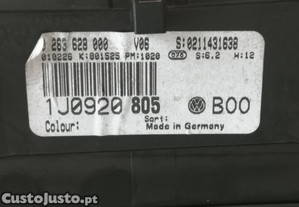 263 628 000 V06 S:0211431638
010226 K:001525 PM:1020 S:6.2 H:12
1J0920 805 B00
Colour: Sort:
Made in Germany
CustoJusto.pt